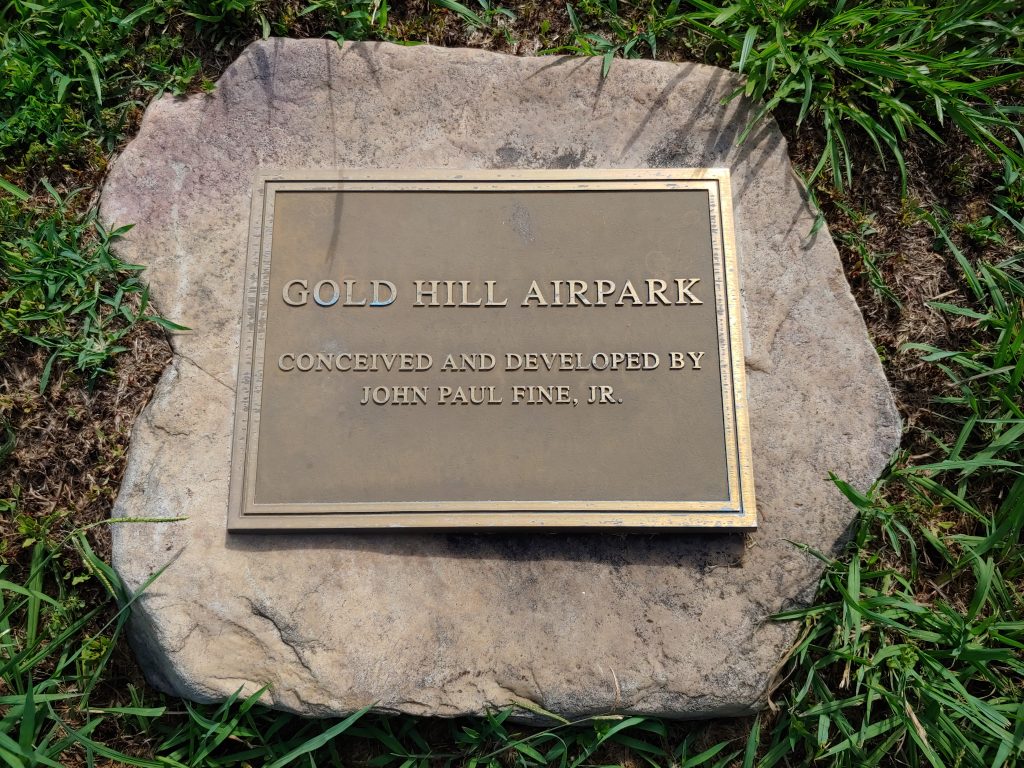 GOLD HILL AIRPARK
CONCEIVED AND DEVELOPED BY
JOHN PAUL FINE, JR.